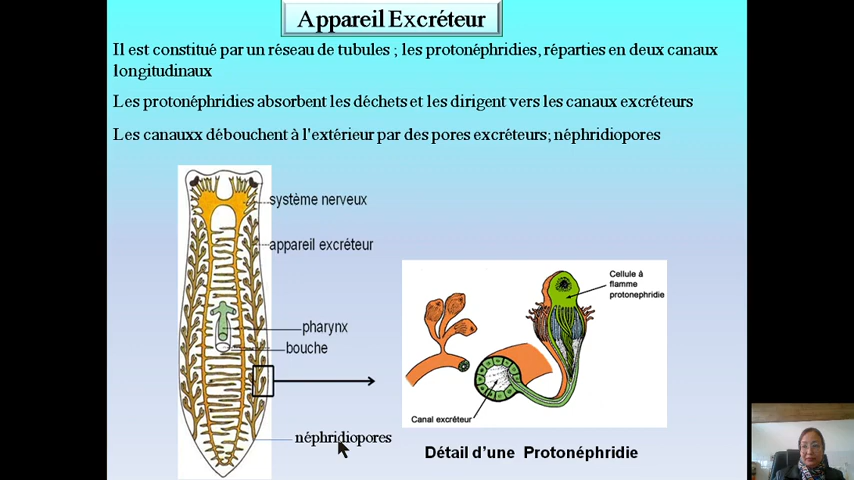 Appareil Excréteur
Il est constitué par un réseau de tubules ; les protonéphridies, réparties en deux canaux
longitudinaux
Les protonéphridies absorbent les déchets et les dirigent vers les canaux excréteurs
Les canauxx débouchent à l'extérieur par des pores excréteurs; néphridiopores
système nerveux
appareil excréteur
pharynx
bouche
néphridiopores
Cellule à
flamme
protonephridie
Canal excréteur
Détail d'une Protonéphridie